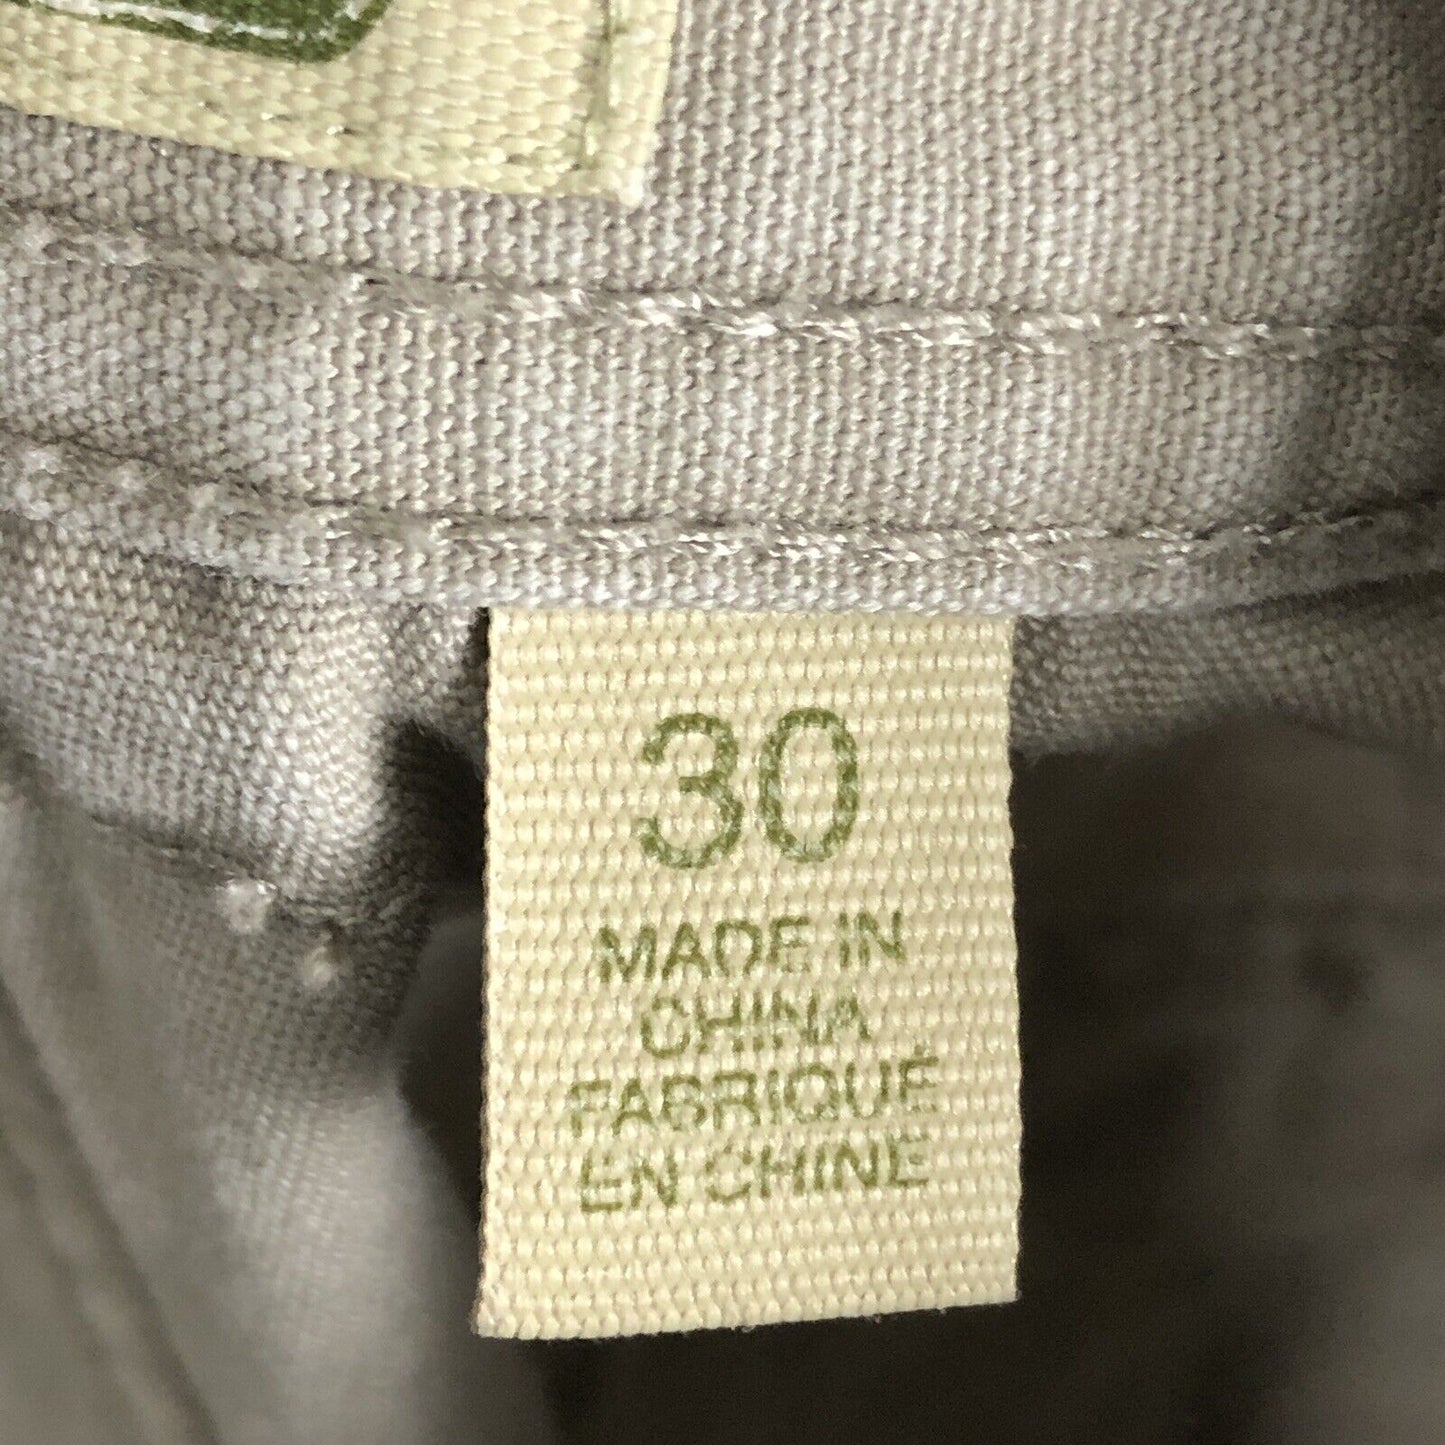 30
MADE IN
CHINA
FABRIQUÉ
EN CHINE